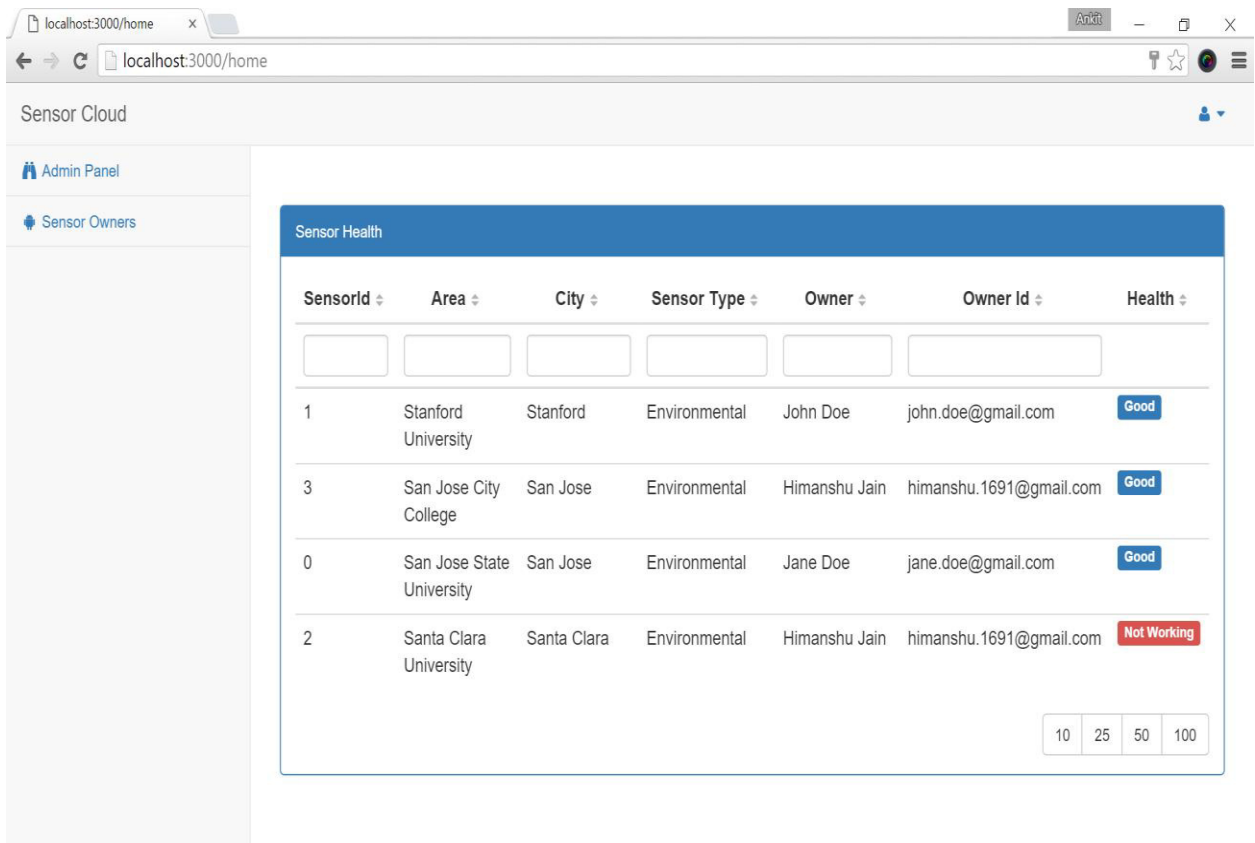 localhost:3000/home x
Ankit
localhost:3000/home
Sensor Cloud
Admin Panel
Sensor Owners
Sensor Health
SensorId Area City Sensor Type Owner Owner Id Health
1 Stanford Stanford Environmental John Doe john.doe@gmail.com Good
University
3 San Jose City San Jose Environmental Himanshu Jain himanshu.1691@gmail.com Good
College
0 San Jose State San Jose Environmental Jane Doe jane.doe@gmail.com Good
University
2 Santa Clara Santa Clara Environmental Himanshu Jain himanshu.1691@gmail.com Not Working
University
10 25 50 100